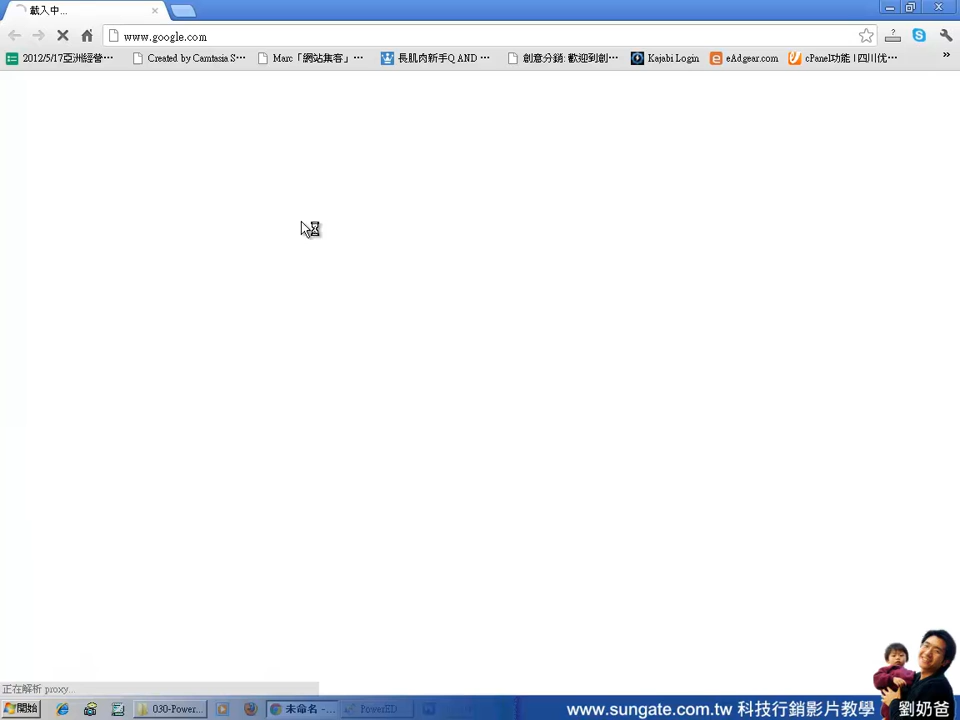 載入中...
www.google.com
2012/5/17亞洲經營…
Created by Camtasia S…
Marc「網站集客」…
長肌肉新手Q AND …
創意分銷: 歡迎到創…
Kajabi Login
eAdgear.com
cPanel功能 | 四川优…
»
正在解析 proxy...
開始
030-Power...
未命名 -...
PowerED
www.sungate.com.tw 科技行銷影片教學
劉奶爸